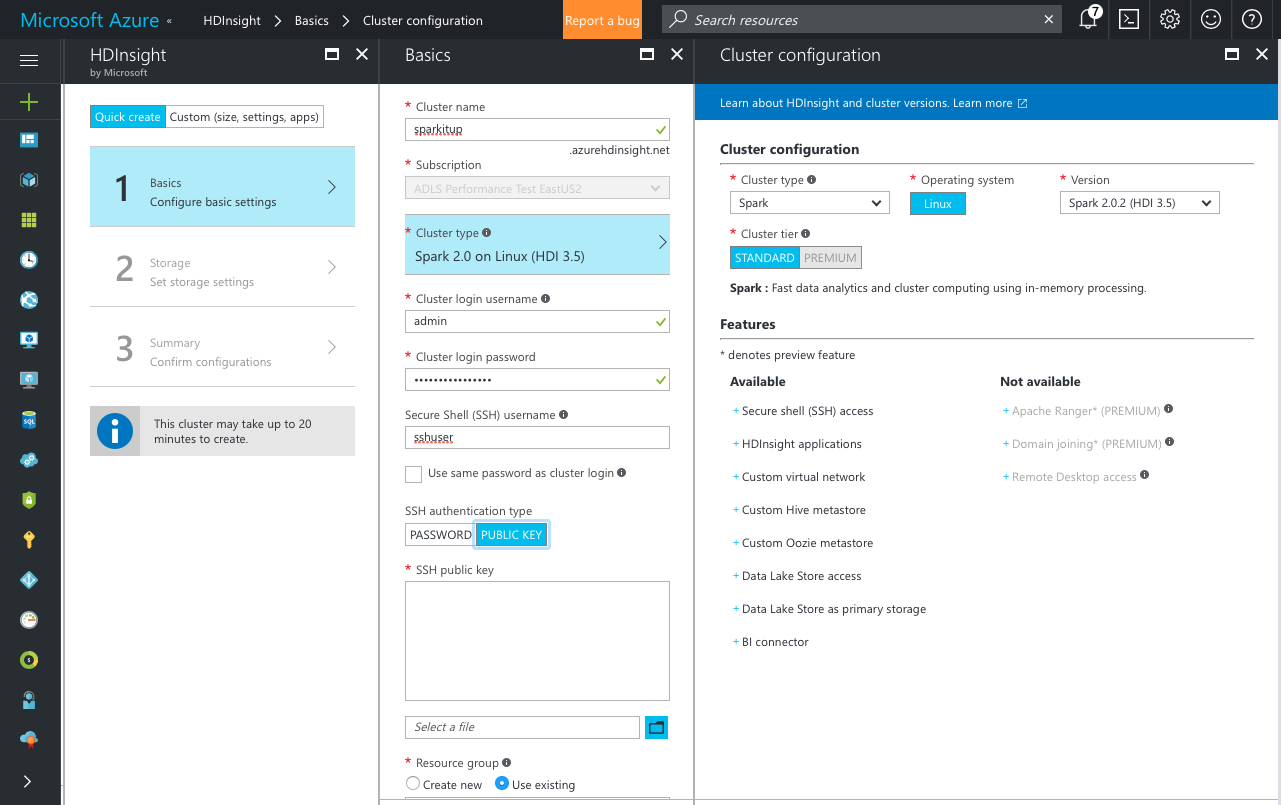 Microsoft Azure «
HDInsight > Basics > Cluster configuration
Report a bug
Search resources
7
HDInsight
by Microsoft
Quick create Custom (size, settings, apps)
1
Basics
Configure basic settings
2
Storage
Set storage settings
3
Summary
Confirm configurations
This cluster may take up to 20
minutes to create.
Basics
* Cluster name
sparkitup
.azurehdinsight.net
* Subscription
ADLS Performance Test EastUS2
* Cluster type
Spark 2.0 on Linux (HDI 3.5)
* Cluster login username
admin
* Cluster login password
••••••••••••••••
Secure Shell (SSH) username
sshuser
Use same password as cluster login
SSH authentication type
PASSWORD PUBLIC KEY
* SSH public key
Select a file
* Resource group
Create new Use existing
Cluster configuration
Learn about HDInsight and cluster versions. Learn more
Cluster configuration
* Cluster type * Operating system * Version
Spark Linux Spark 2.0.2 (HDI 3.5)
* Cluster tier
STANDARD PREMIUM
Spark : Fast data analytics and cluster computing using in-memory processing.
Features
* denotes preview feature
Available
+ Secure shell (SSH) access
+ HDInsight applications
+ Custom virtual network
+ Custom Hive metastore
+ Custom Oozie metastore
+ Data Lake Store access
+ Data Lake Store as primary storage
+ BI connector
Not available
+ Apache Ranger* (PREMIUM)
+ Domain joining* (PREMIUM)
+ Remote Desktop access
SQL